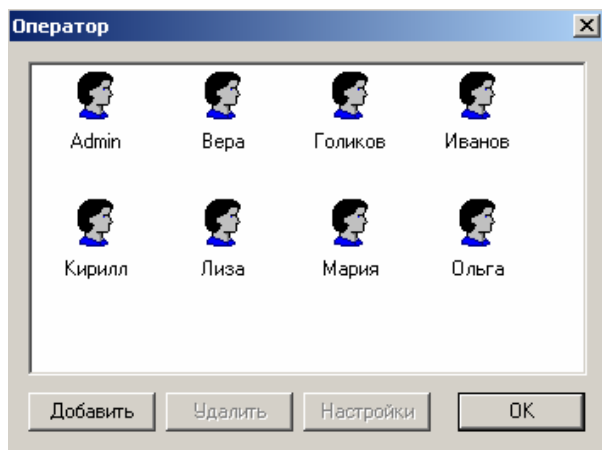 Оператор
Admin Вера Голиков Иванов
Кирилл Лиза Мария Ольга
Добавить Удалить Настройки OK